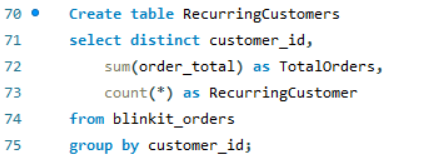 70 Create table RecurringCustomers
71 select distinct customer_id,
72 sum(order_total) as TotalOrders,
73 count(*) as RecurringCustomer
74 from blinkit_orders
75 group by customer_id;